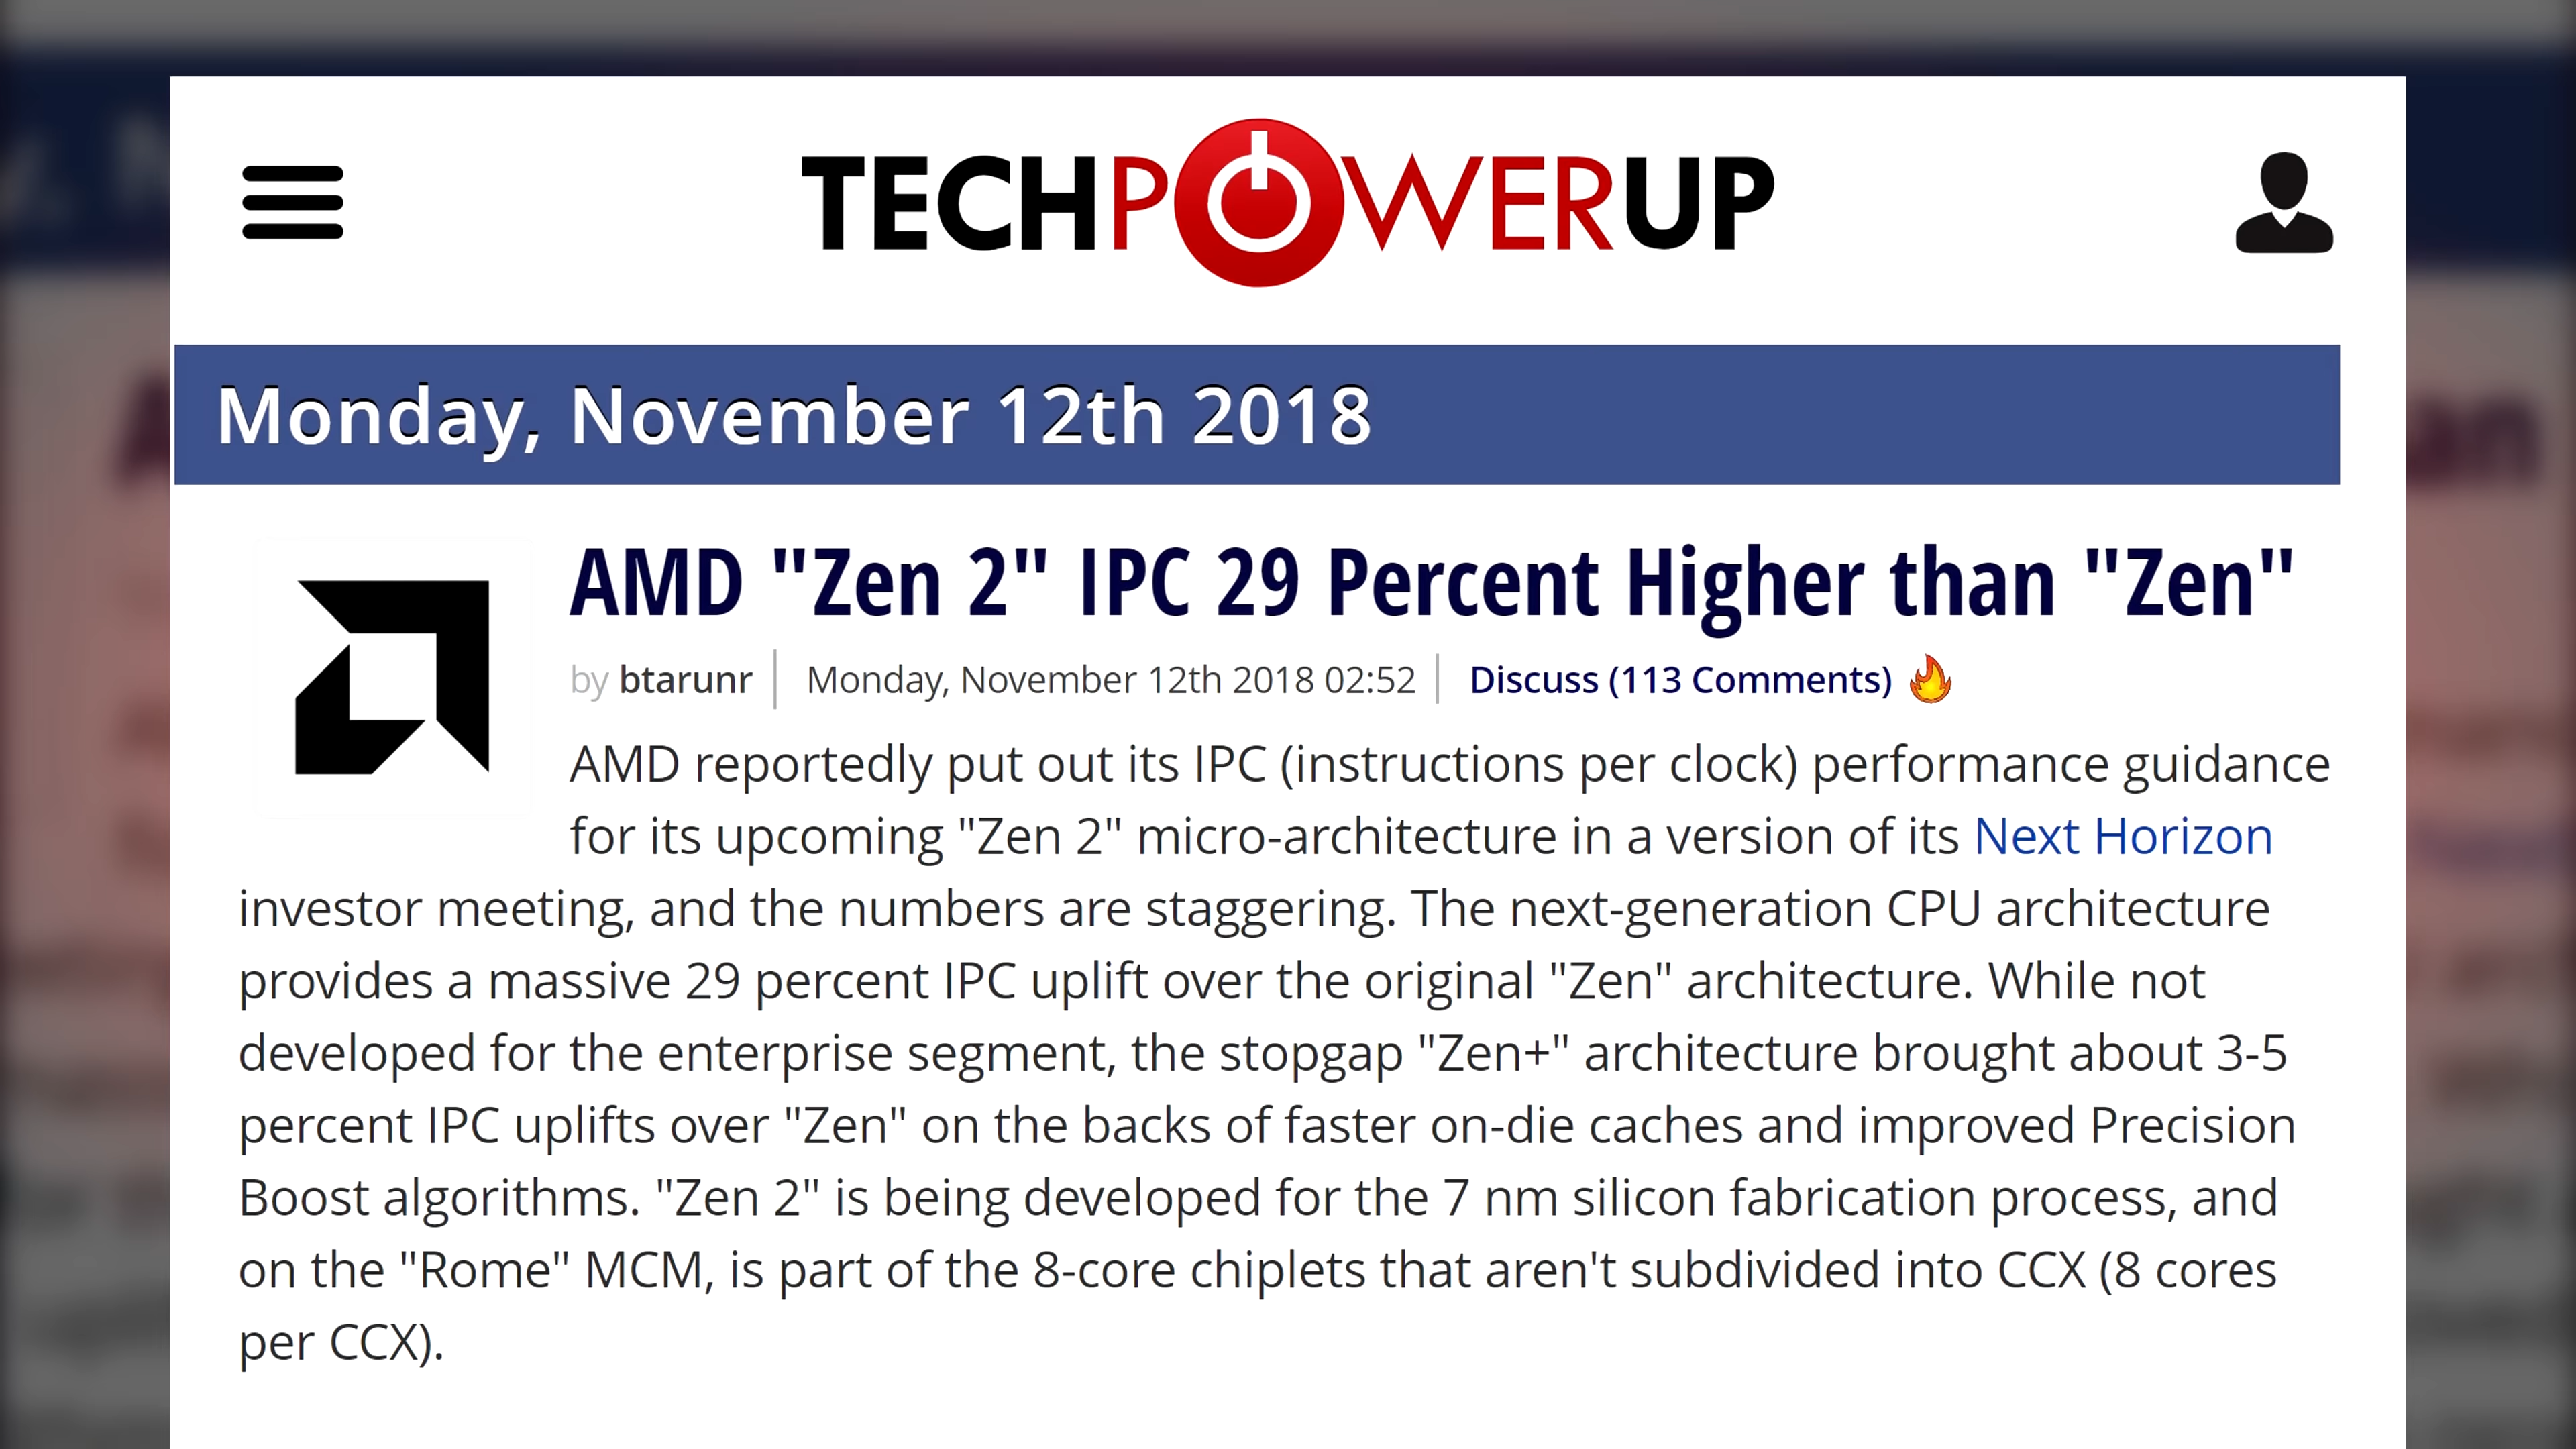 TECHPOWERUP
Monday, November 12th 2018
AMD "Zen 2" IPC 29 Percent Higher than "Zen"
by btarunr | Monday, November 12th 2018 02:52 | Discuss (113 Comments)
AMD reportedly put out its IPC (instructions per clock) performance guidance
for its upcoming "Zen 2" micro-architecture in a version of its Next Horizon
investor meeting, and the numbers are staggering. The next-generation CPU architecture
provides a massive 29 percent IPC uplift over the original "Zen" architecture. While not
developed for the enterprise segment, the stopgap "Zen+" architecture brought about 3-5
percent IPC uplifts over "Zen" on the backs of faster on-die caches and improved Precision
Boost algorithms. "Zen 2" is being developed for the 7 nm silicon fabrication process, and
on the "Rome" MCM, is part of the 8-core chiplets that aren't subdivided into CCX (8 cores
per CCX).